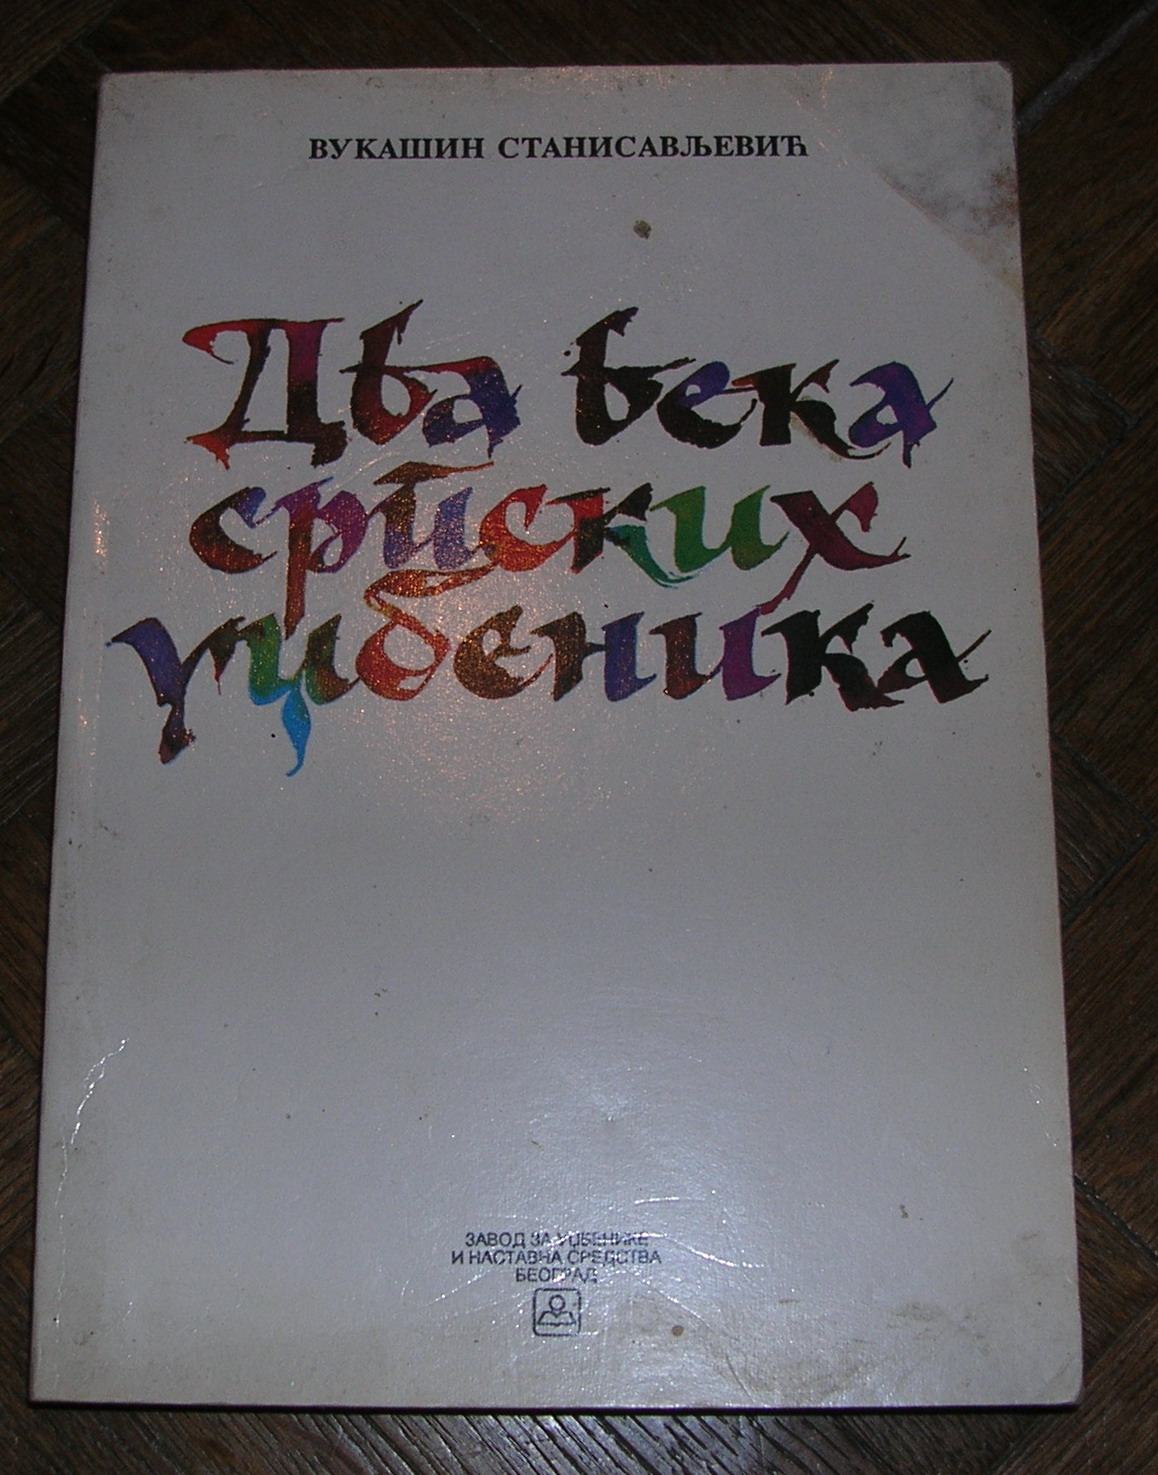 ВУКАШИН СТАНИСАВЉЕВИЋ
Два века
српских
уџбеника
ЗАВОД ЗА УЏБЕНИКЕ
И НАСТАВНА СРЕДСТВА
БЕОГРАД